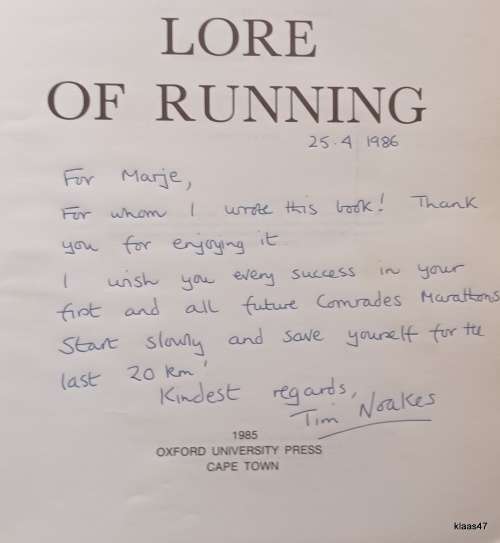 LORE
OF RUNNING
25.4 1986
For Marje,
For whom I wrote this book! Thank
you for enjoying it
I wish you every success in your
first and all future Comrades Marathons
Start slowly and save yourself for the
last 20 km!
Kindest regards,
Tim Noakes
1985
OXFORD UNIVERSITY PRESS
CAPE TOWN
klaas47